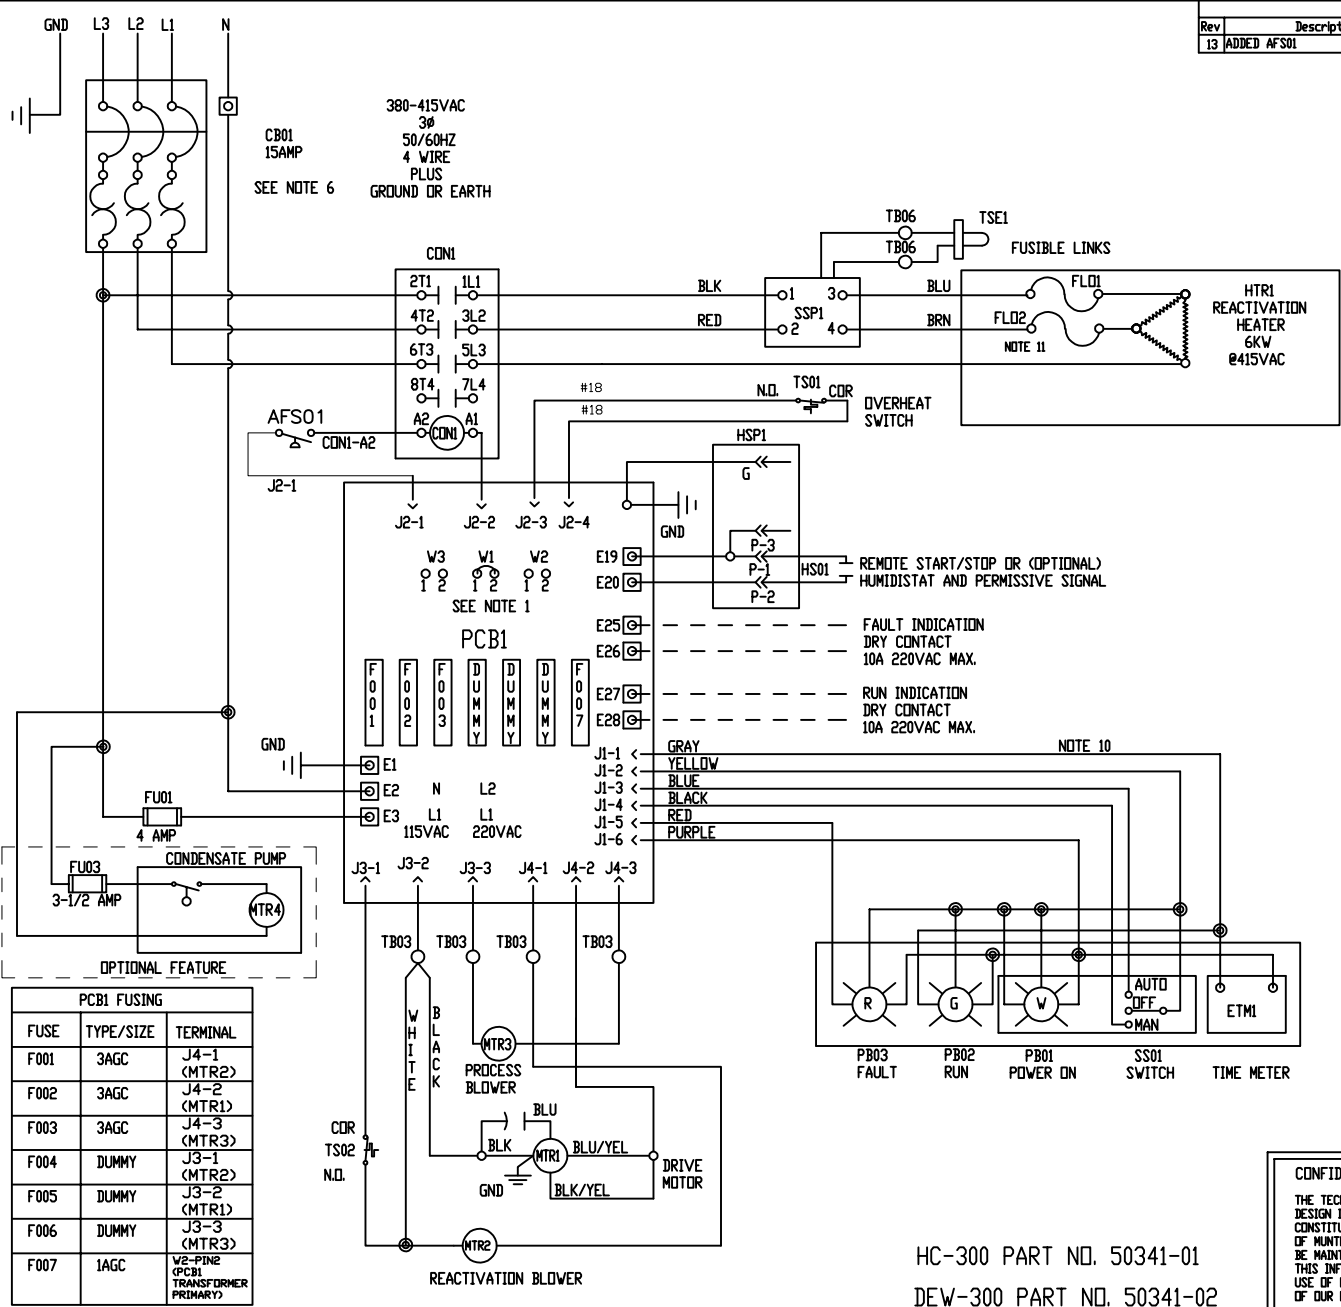 GND L3 L2 L1 N
Rev Descript
13 ADDED AFS01
CB01
15AMP
SEE NOTE 6
380-415VAC
3ø
50/60HZ
4 WIRE
PLUS
GROUND OR EARTH
CON1
2T1 1L1
4T2 3L2
6T3 5L3
8T4 7L4
A2 CON1 A1
AFS01
CON1-A2
J2-1
BLK
RED
TB06
TB06
TSE1
1 3
SSP1
2 4
BLU
BRN
FUSIBLE LINKS
FL01
FL02
NOTE 11
HTR1
REACTIVATION
HEATER
6KW
@415VAC
#18
#18
N.O. TS01 COR
OVERHEAT
SWITCH
HSP1
G
GND
P-3
P-1
P-2
HS01
REMOTE START/STOP OR (OPTIONAL)
HUMIDISTAT AND PERMISSIVE SIGNAL
J2-1 J2-2 J2-3 J2-4
W3 W1 W2
1 2 1 2 1 2
SEE NOTE 1
PCB1
E19
E20
E25
E26
E27
E28
FAULT INDICATION
DRY CONTACT
10A 220VAC MAX.
RUN INDICATION
DRY CONTACT
10A 220VAC MAX.
F001 F002 F003 DUMMY DUMMY DUMMY F007
GND
E1
E2 N L2
E3 L1 L1
115VAC 220VAC
J1-1 GRAY NOTE 10
J1-2 YELLOW
J1-3 BLUE
J1-4 BLACK
J1-5 RED
J1-6 PURPLE
FU01
4 AMP
FU03
3-1/2 AMP
CONDENSATE PUMP
MTR4
OPTIONAL FEATURE
J3-1 J3-2 J3-3 J4-1 J4-2 J4-3
TB03 TB03 TB03 TB03
WHITE
BLACK
MTR3
PROCESS
BLOWER
COR
TS02
N.O.
BLU
BLK
MTR1
BLU/YEL
GND
BLK/YEL
DRIVE
MOTOR
MTR2
REACTIVATION BLOWER
R
G
W
AUTO
OFF
MAN
ETM1
PB03
FAULT
PB02
RUN
PB01
POWER ON
SS01
SWITCH
TIME METER
PCB1 FUSING
FUSE TYPE/SIZE TERMINAL
F001 3AGC J4-1
(MTR2)
F002 3AGC J4-2
(MTR1)
F003 3AGC J4-3
(MTR3)
F004 DUMMY J3-1
(MTR2)
F005 DUMMY J3-2
(MTR1)
F006 DUMMY J3-3
(MTR3)
F007 1AGC W2-PIN2
(PCB1
TRANSFORMER
PRIMARY)
HC-300 PART NO. 50341-01
DEW-300 PART NO. 50341-02
CONFID
THE TEC
DESIGN I
CONSTITU
OF MUNT
BE MAINT
THIS INF
USE OF
OF OUR